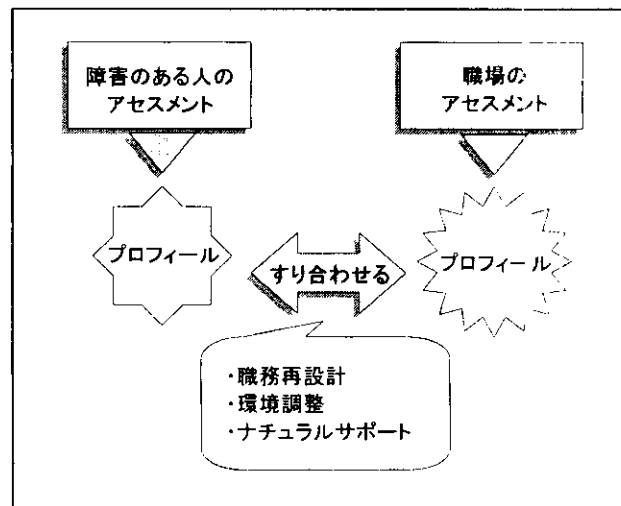 障害のある人の
アセスメント
職場の
アセスメント
プロフィール
すり合わせる
プロフィール
・職務再設計
・環境調整
・ナチュラルサポート